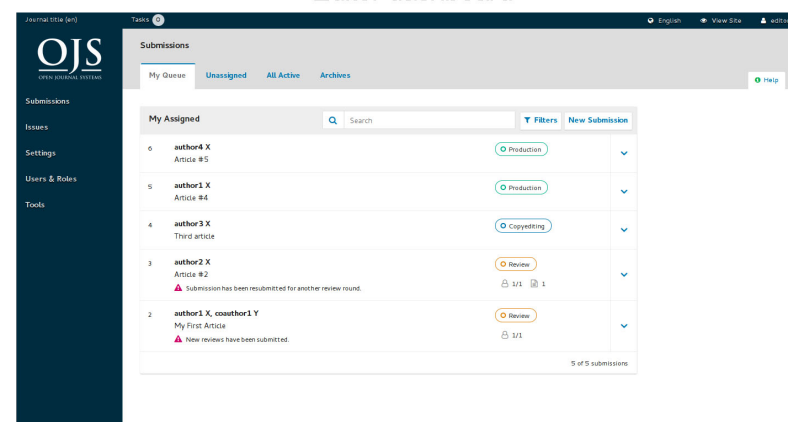 Journal title (en)
Tasks 0
English
View Site
OJS
OPEN JOURNAL SYSTEMS
Submissions
Issues
Settings
Users & Roles
Tools
Submissions
My Queue
Unassigned
All Active
Archives
Help
My Assigned
Search
Filters
New Submission
6
author4 X
Article #5
Production
5
author1 X
Article #4
Production
4
author3 X
Third article
Copyediting
3
author2 X
Article #2
Submission has been resubmitted for another review round.
Review
1/1
1
2
author1 X, coauthor1 Y
My First Article
New reviews have been submitted.
Review
1/1
5 of 5 submissions